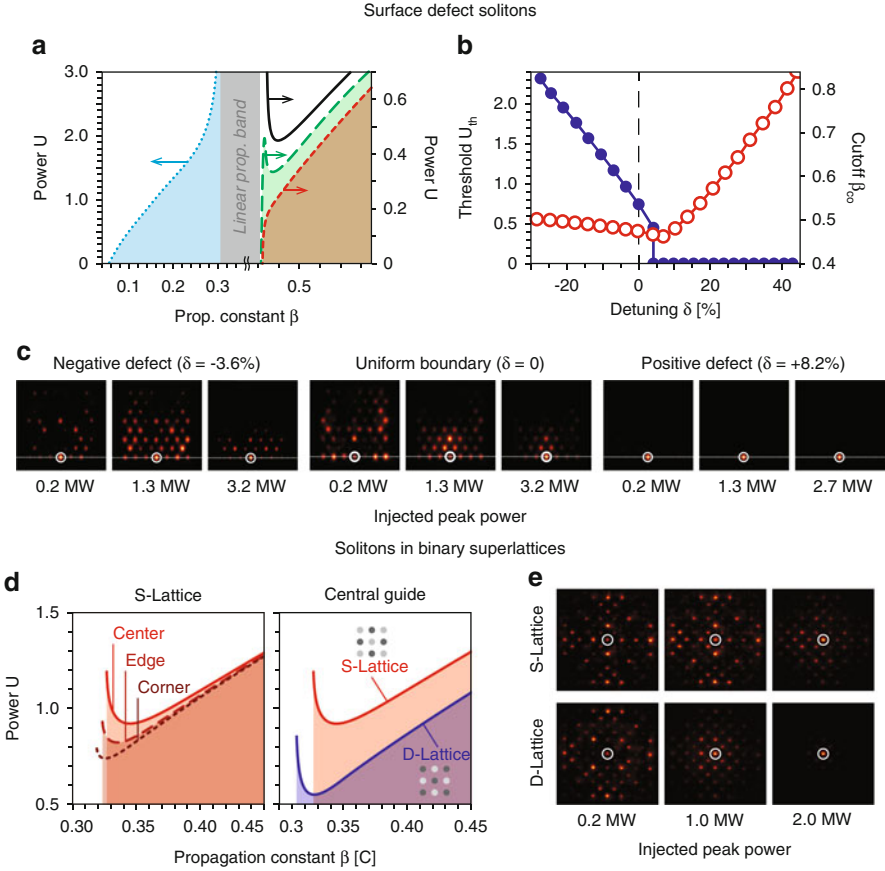 Surface defect solitons
a
b
3.0
2.0
1.0
0
Power U
Linear prop. band
0.6
0.4
0.2
0
Power U
0.1 0.2 0.3 0.5
Prop. constant β
2.0
1.5
1.0
0.5
0
Threshold Uth
0.8
0.7
0.6
0.5
0.4
Cutoff βco
-20 0 20 40
Detuning δ [%]
c
Negative defect (δ = -3.6%) Uniform boundary (δ = 0) Positive defect (δ = +8.2%)
0.2 MW 1.3 MW 3.2 MW 0.2 MW 1.3 MW 3.2 MW 0.2 MW 1.3 MW 2.7 MW
Injected peak power
Solitons in binary superlattices
d
S-Lattice Central guide
1.5
1.0
0.5
Power U
Center
Edge
Corner
S-Lattice
D-Lattice
0.30 0.35 0.40 0.45 0.3 0.35 0.40 0.45
Propagation constant β [C]
e
S-Lattice
D-Lattice
0.2 MW 1.0 MW 2.0 MW
Injected peak power